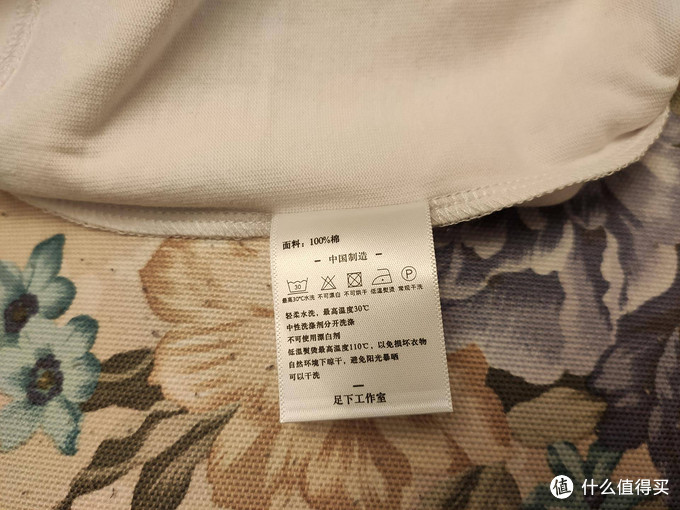 面料：100%棉
- 中国制造 -
30 P
最高30℃水洗 不可漂白 不可烘干 低温熨烫 常规干洗
轻柔水洗，最高温度30℃
中性洗涤剂分开洗涤
不可使用漂白剂
低温熨烫最高温度110℃，以免损坏衣物
自然环境下晾干，避免阳光暴晒
可以干洗
足下工作室
值 什么值得买